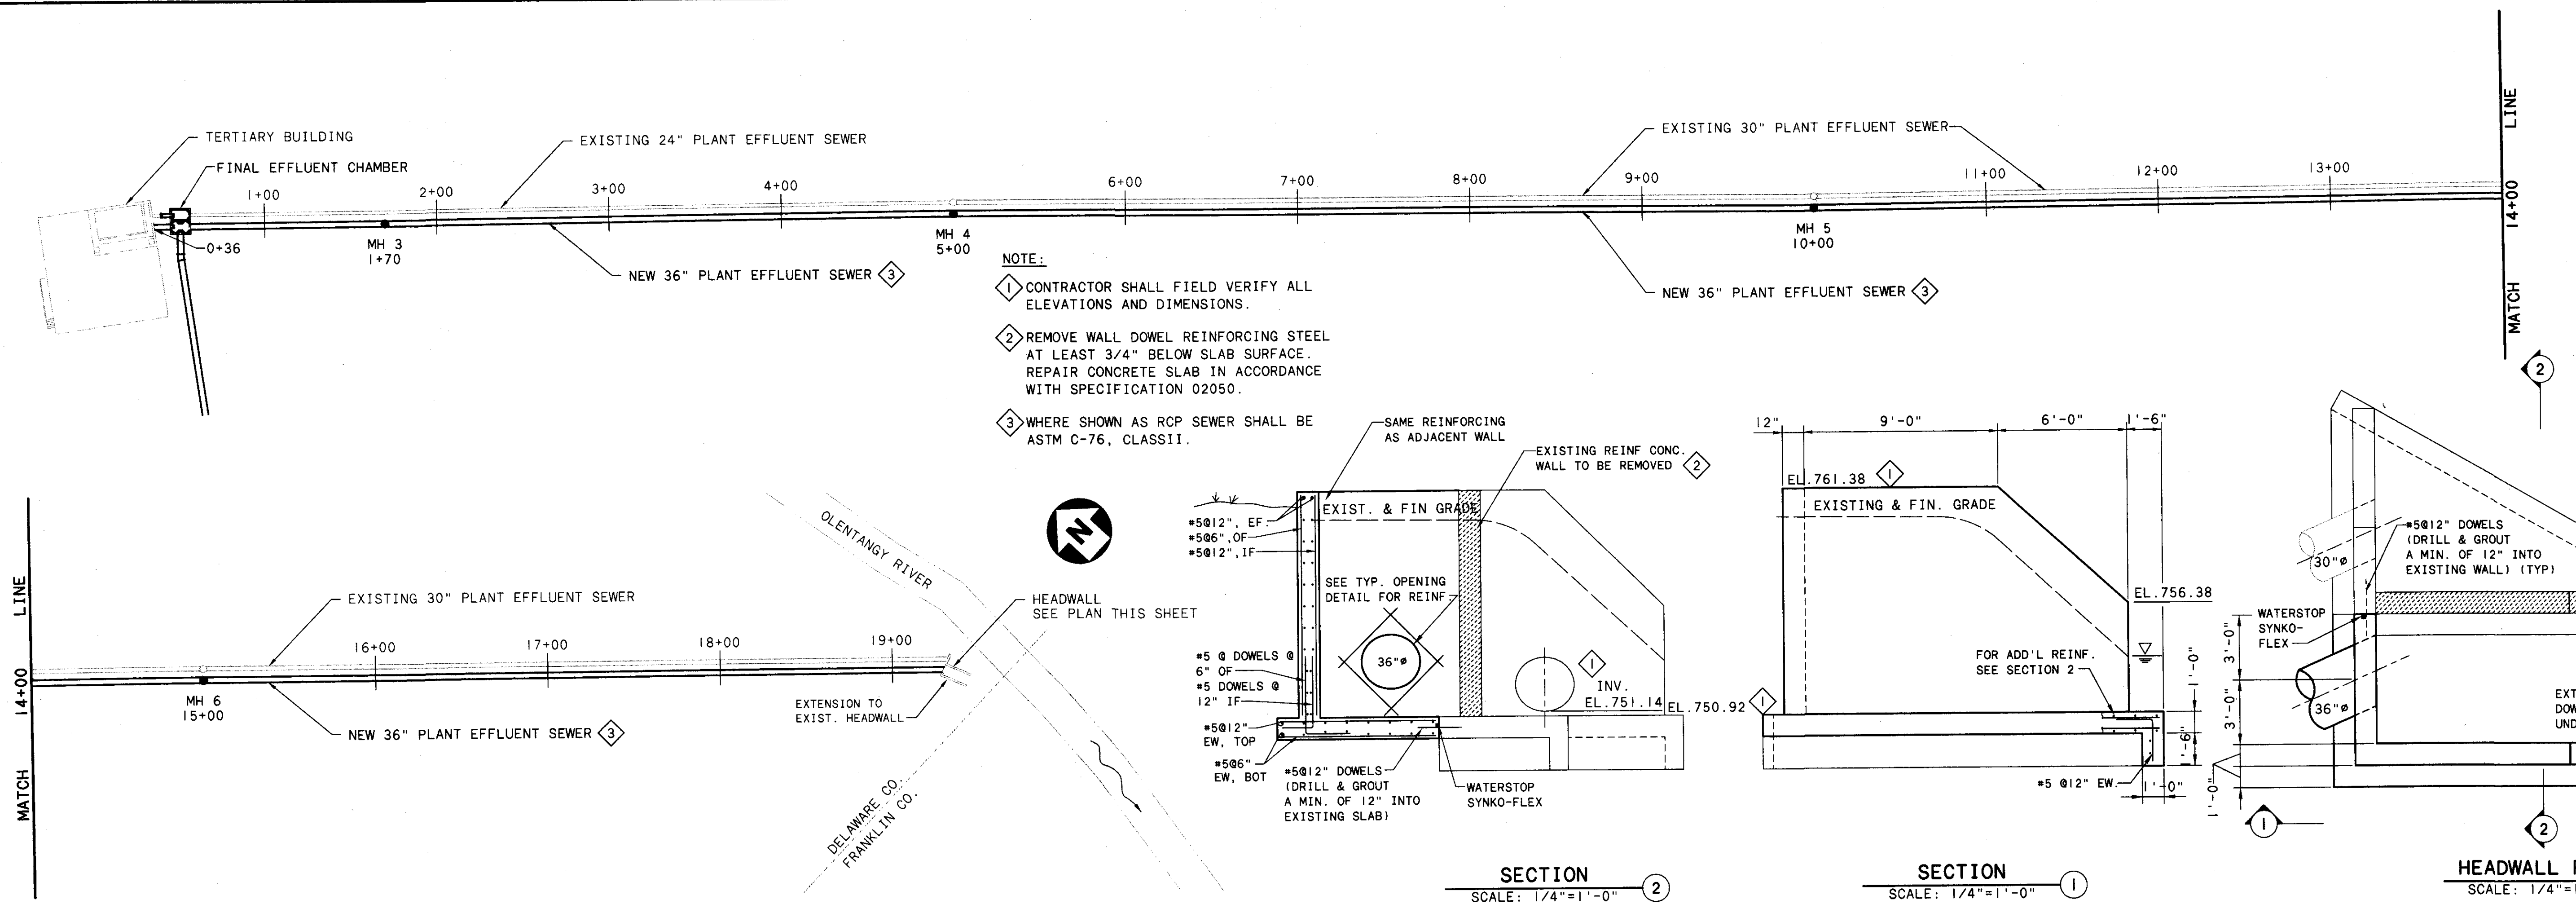 TERTIARY BUILDING
FINAL EFFLUENT CHAMBER
EXISTING 24" PLANT EFFLUENT SEWER
EXISTING 30" PLANT EFFLUENT SEWER
1+00
2+00
3+00
4+00
6+00
7+00
8+00
9+00
11+00
12+00
13+00
0+36
MH 3
1+70
MH 4
5+00
MH 5
10+00
NEW 36" PLANT EFFLUENT SEWER 3
NEW 36" PLANT EFFLUENT SEWER 3
MATCH LINE
14+00
NOTE:
1 CONTRACTOR SHALL FIELD VERIFY ALL
ELEVATIONS AND DIMENSIONS.
2 REMOVE WALL DOWEL REINFORCING STEEL
AT LEAST 3/4" BELOW SLAB SURFACE.
REPAIR CONCRETE SLAB IN ACCORDANCE
WITH SPECIFICATION 02050.
3 WHERE SHOWN AS RCP SEWER SHALL BE
ASTM C-76, CLASSII.
MATCH LINE
14+00
EXISTING 30" PLANT EFFLUENT SEWER
16+00
17+00
18+00
19+00
MH 6
15+00
NEW 36" PLANT EFFLUENT SEWER 3
OLENTANGY RIVER
N
HEADWALL
SEE PLAN THIS SHEET
EXTENSION TO
EXIST. HEADWALL
DELAWARE CO.
FRANKLIN CO.
SAME REINFORCING
AS ADJACENT WALL
EXISTING REINF CONC.
WALL TO BE REMOVED 2
EXIST. & FIN GRADE
#5@12", EF.
#5@6", OF
#5@12", IF
SEE TYP. OPENING
DETAIL FOR REINF.
36"ø
#5 @ DOWELS @
6" OF
#5 DOWELS @
12" IF
#5@12"
EW, TOP
#5@6"
EW, BOT
#5@12" DOWELS
(DRILL & GROUT
A MIN. OF 12" INTO
EXISTING SLAB)
WATERSTOP
SYNKO-FLEX
1
INV.
EL.751.14
EL.750.92 1
SECTION 2
SCALE: 1/4"=1'-0"
12"
9'-0"
6'-0"
1'-6"
EL.761.38 1
EXISTING & FIN. GRADE
EL.756.38
FOR ADD'L REINF.
SEE SECTION 2
1'-0"
1'-6"
#5 @12" EW.
1'-0"
SECTION 1
SCALE: 1/4"=1'-0"
2
30"ø
#5@12" DOWELS
(DRILL & GROUT
A MIN. OF 12" INTO
EXISTING WALL) (TYP)
WATERSTOP
SYNKO-
FLEX
3'-0"
3'-0"
1'-0"
36"ø
EXT
DOW
UND
1
2
HEADWALL
SCALE: 1/4"=